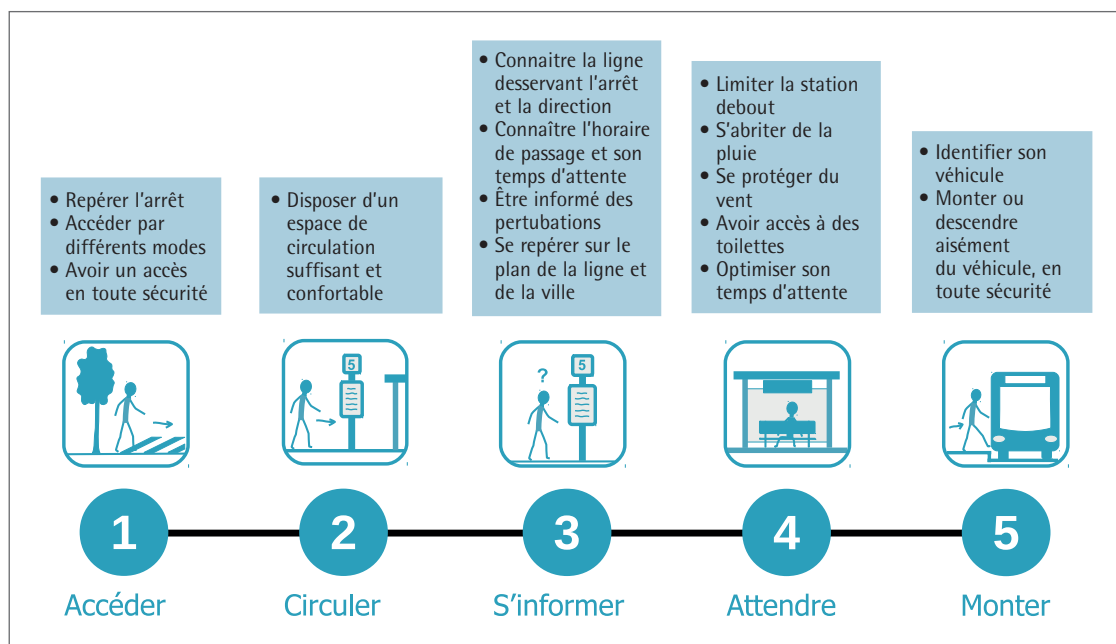 • Repérer l'arrêt
• Accéder par
différents modes
• Avoir un accès
en toute sécurité
• Disposer d'un
espace de
circulation
suffisant et
confortable
• Connaitre la ligne
desservant l'arrêt
et la direction
• Connaître l'horaire
de passage et son
temps d'attente
• Être informé des
pertubations
• Se repérer sur le
plan de la ligne et
de la ville
• Limiter la station
debout
• S'abriter de la
pluie
• Se protéger du
vent
• Avoir accès à des
toilettes
• Optimiser son
temps d'attente
• Identifier son
véhicule
• Monter ou
descendre
aisément
du véhicule, en
toute sécurité
5
?
5
1
2
3
4
5
Accéder
Circuler
S'informer
Attendre
Monter